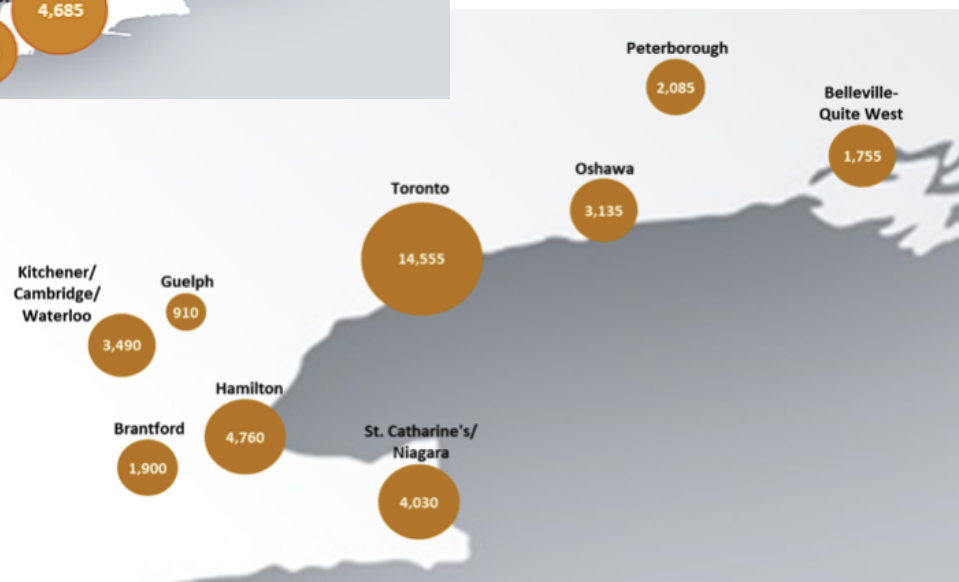 4,685
Peterborough
2,085
Belleville-
Quite West
1,755
Oshawa
3,135
Toronto
14,555
Kitchener/
Cambridge/
Waterloo
3,490
Guelph
910
Hamilton
4,760
Brantford
1,900
St. Catharine's/
Niagara
4,030